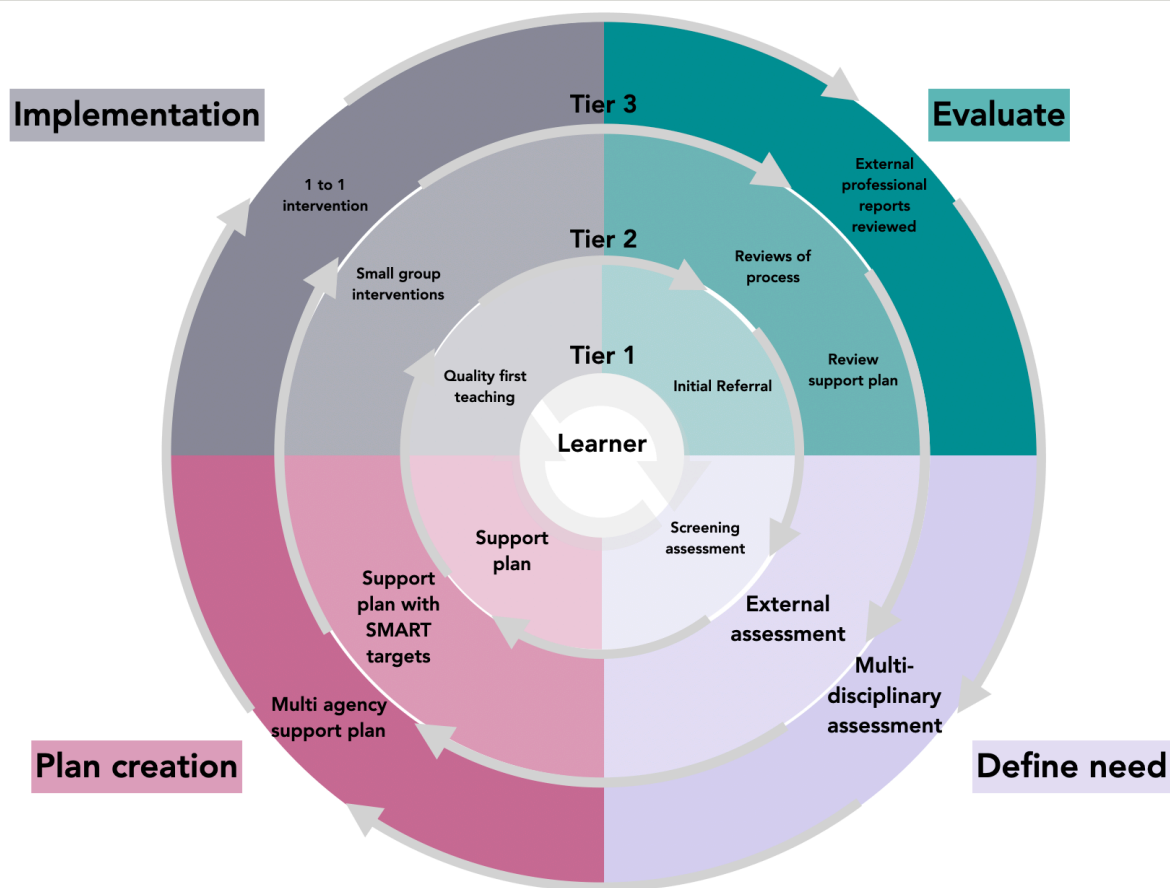 Implementation
Tier 3
Evaluate
1 to 1
intervention
External
professional
reports
reviewed
Tier 2
Small group
interventions
Reviews of
process
Tier 1
Quality first
teaching
Initial Referral
Review
support plan
Learner
Support
plan
Screening
assessment
Support
plan with
SMART
targets
External
assessment
Multi agency
support plan
Multi-
disciplinary
assessment
Plan creation
Define need